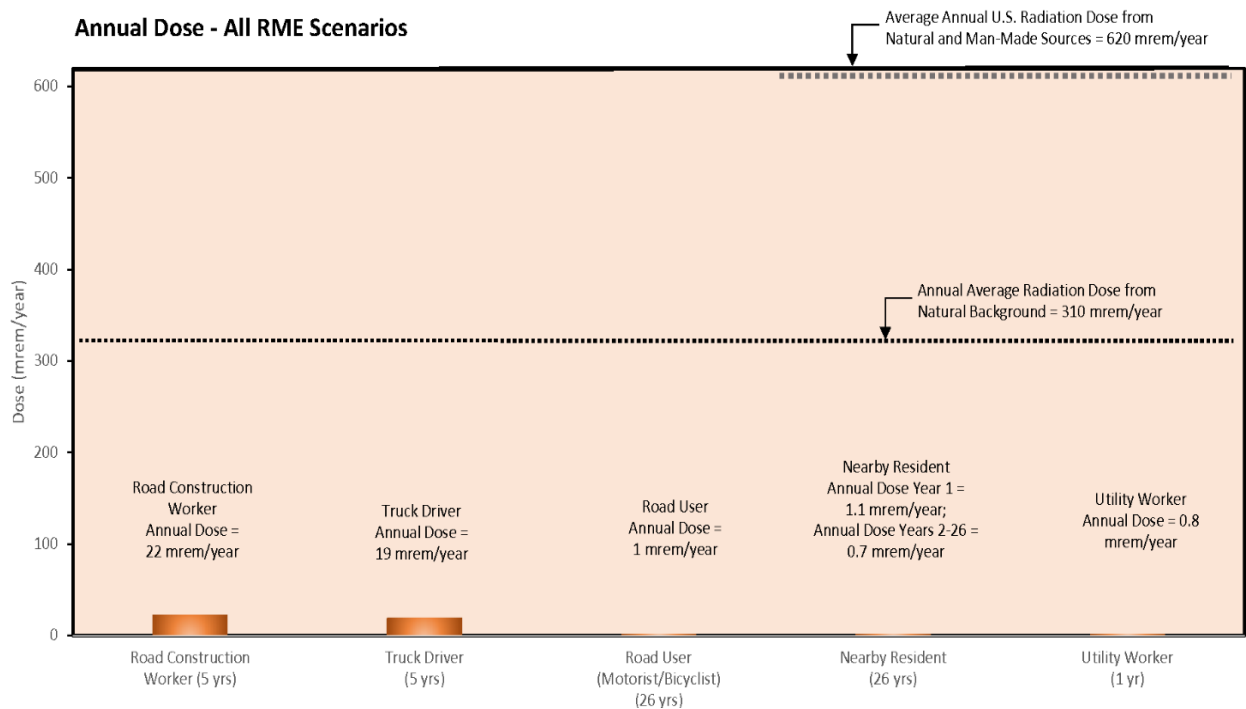 Annual Dose - All RME Scenarios
Average Annual U.S. Radiation Dose from
Natural and Man-Made Sources = 620 mrem/year
600
500
400
300
200
100
0
Dose (mrem/year)
Annual Average Radiation Dose from
Natural Background = 310 mrem/year
Road Construction
Worker
Annual Dose =
22 mrem/year
Truck Driver
Annual Dose =
19 mrem/year
Road User
Annual Dose =
1 mrem/year
Nearby Resident
Annual Dose Year 1 =
1.1 mrem/year;
Annual Dose Years 2-26 =
0.7 mrem/year
Utility Worker
Annual Dose = 0.8
mrem/year
Road Construction
Worker (5 yrs)
Truck Driver
(5 yrs)
Road User
(Motorist/Bicyclist)
(26 yrs)
Nearby Resident
(26 yrs)
Utility Worker
(1 yr)